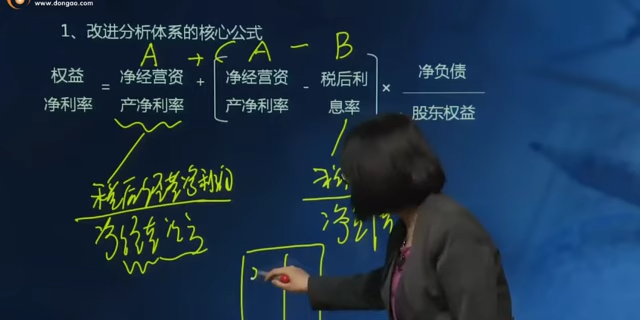 www.dongao.com
1、改进分析体系的核心公式
A + ( A - B
权益净利率 = 净经营资产净利率 + [ 净经营资产净利率 - 税后利息率 ] × 净负债 / 股东权益
税后经营净利润
净经营资产